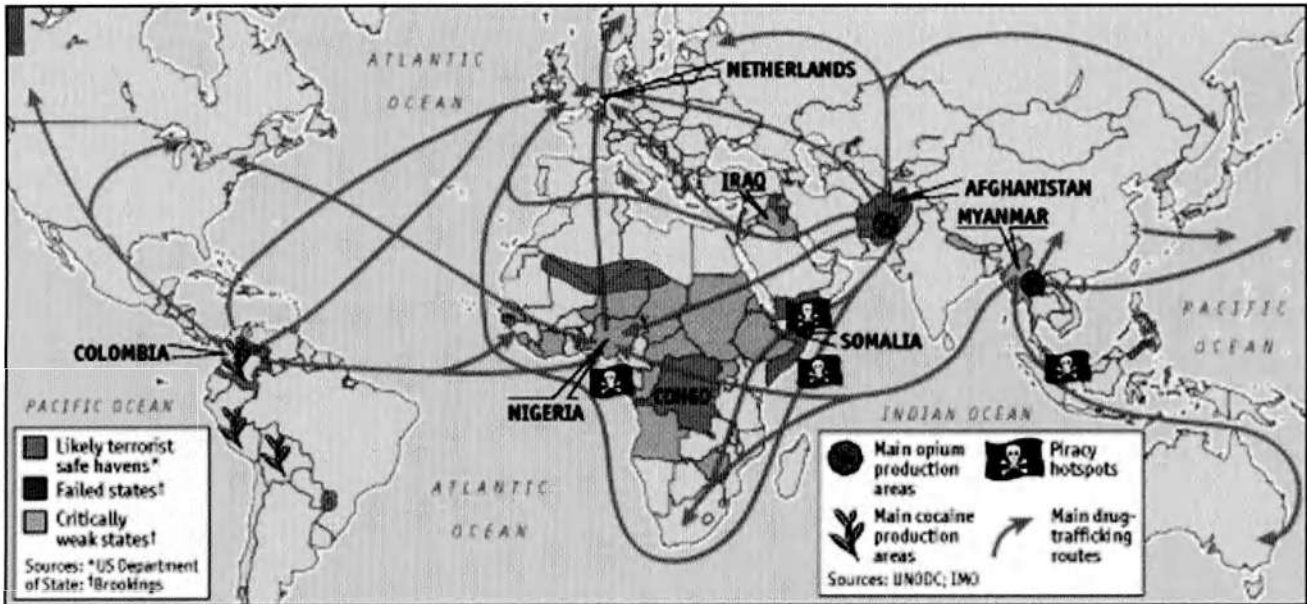 ATLANTIC
OCEAN
NETHERLANDS
IRAQ
AFGHANISTAN
MYANMAR
PACIFIC
OCEAN
COLOMBIA
SOMALIA
NIGERIA
CONGO
PACIFIC OCEAN
INDIAN OCEAN
ATLANTIC
OCEAN
Likely terrorist
safe havens*
Failed states†
Critically
weak states†
Sources: *US Department
of State; †Brookings
Main opium
production
areas
Piracy
hotspots
Main cocaine
production
areas
Main drug-
trafficking
routes
Sources: UNODC; IMO